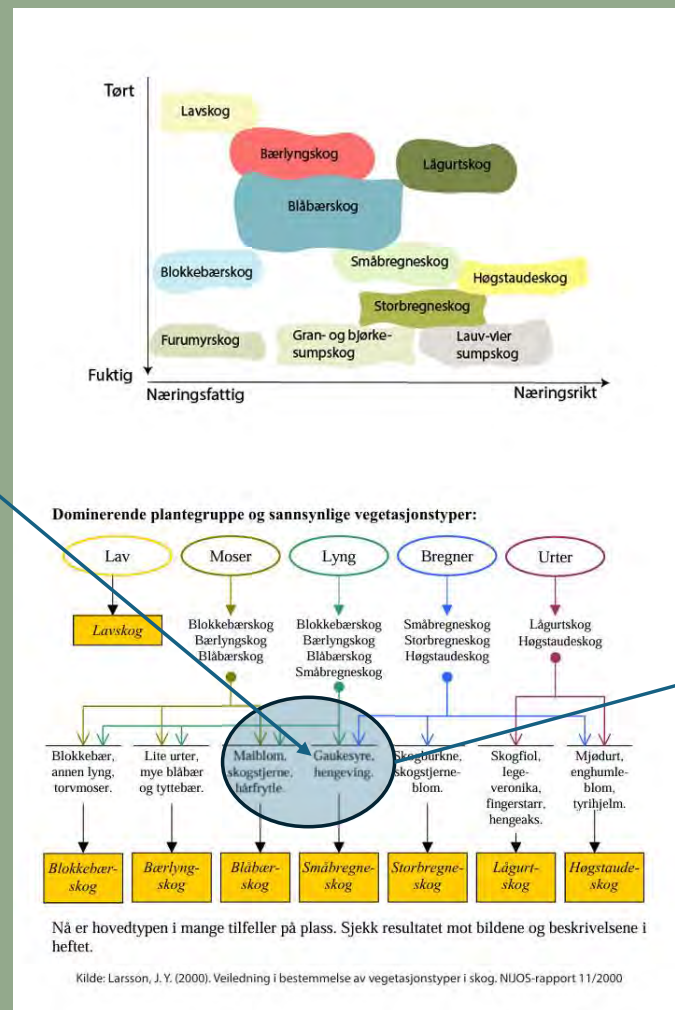 Tørt
Lavskog
Bærlyngskog
Lågurtskog
Blåbærskog
Småbregneskog
Blokkebærskog
Høgstaudeskog
Storbregneskog
Furumyrskog
Gran- og bjørke-
sumpskog
Lauv-vier
sumpskog
Fuktig
Næringsfattig
Næringsrikt
Dominerende plantegruppe og sannsynlige vegetasjonstyper:
Lav
Moser
Lyng
Bregner
Urter
Lavskog
Blokkebærskog
Bærlyngskog
Blåbærskog
Blokkebærskog
Bærlyngskog
Blåbærskog
Småbregneskog
Småbregneskog
Storbregneskog
Høgstaudeskog
Lågurtskog
Høgstaudeskog
Blokkebær,
annen lyng,
torvmoser.
Lite urter,
mye blåbær
og tyttebær.
Maiblom,
skogstjerne,
hårfrytle.
Gaukesyre,
hengeving.
Skogburkne,
skogstjerne-
blom.
Skogfiol,
lege-
veronika,
fingerstarr,
hengeaks.
Mjødurt,
enghumle-
blom,
tyrihjelm.
Blokkebær-
skog
Bærlyng-
skog
Blåbær-
skog
Småbregne-
skog
Storbregne-
skog
Lågurt-
skog
Høgstaude-
skog
Nå er hovedtypen i mange tilfeller på plass. Sjekk resultatet mot bildene og beskrivelsene i
heftet.
Kilde: Larsson, J. Y. (2000). Veiledning i bestemmelse av vegetasjonstyper i skog. NIJOS-rapport 11/2000